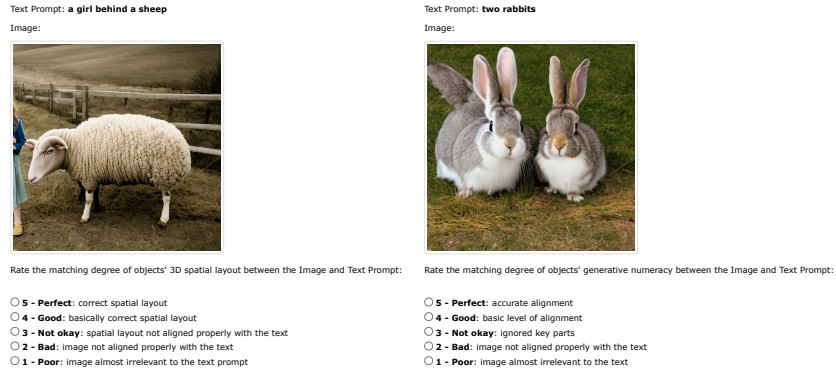 Text Prompt: a girl behind a sheep
Image:
Rate the matching degree of objects' 3D spatial layout between the Image and Text Prompt:
5 - Perfect: correct spatial layout
4 - Good: basically correct spatial layout
3 - Not okay: spatial layout not aligned properly with the text
2 - Bad: image not aligned properly with the text
1 - Poor: image almost irrelevant to the text prompt
Text Prompt: two rabbits
Image:
Rate the matching degree of objects' generative numeracy between the Image and Text Prompt:
5 - Perfect: accurate alignment
4 - Good: basic level of alignment
3 - Not okay: ignored key parts
2 - Bad: image not aligned properly with the text
1 - Poor: image almost irrelevant to the text